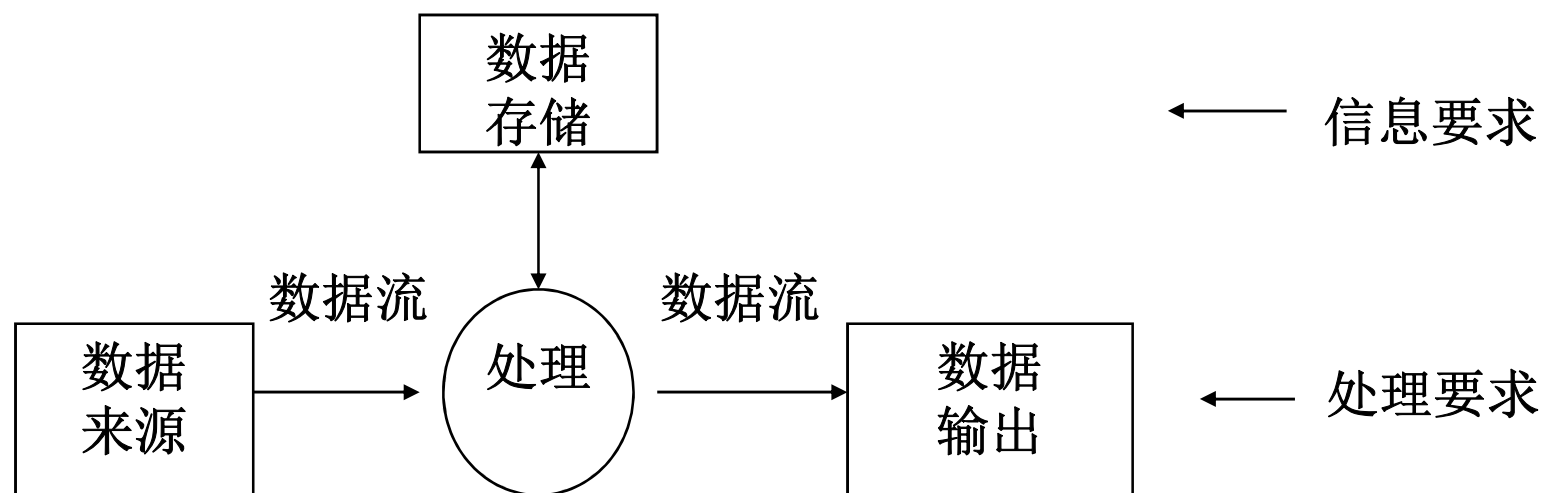 数据
存储
信息要求
数据流
数据流
数据
来源
处理
数据
输出
处理要求